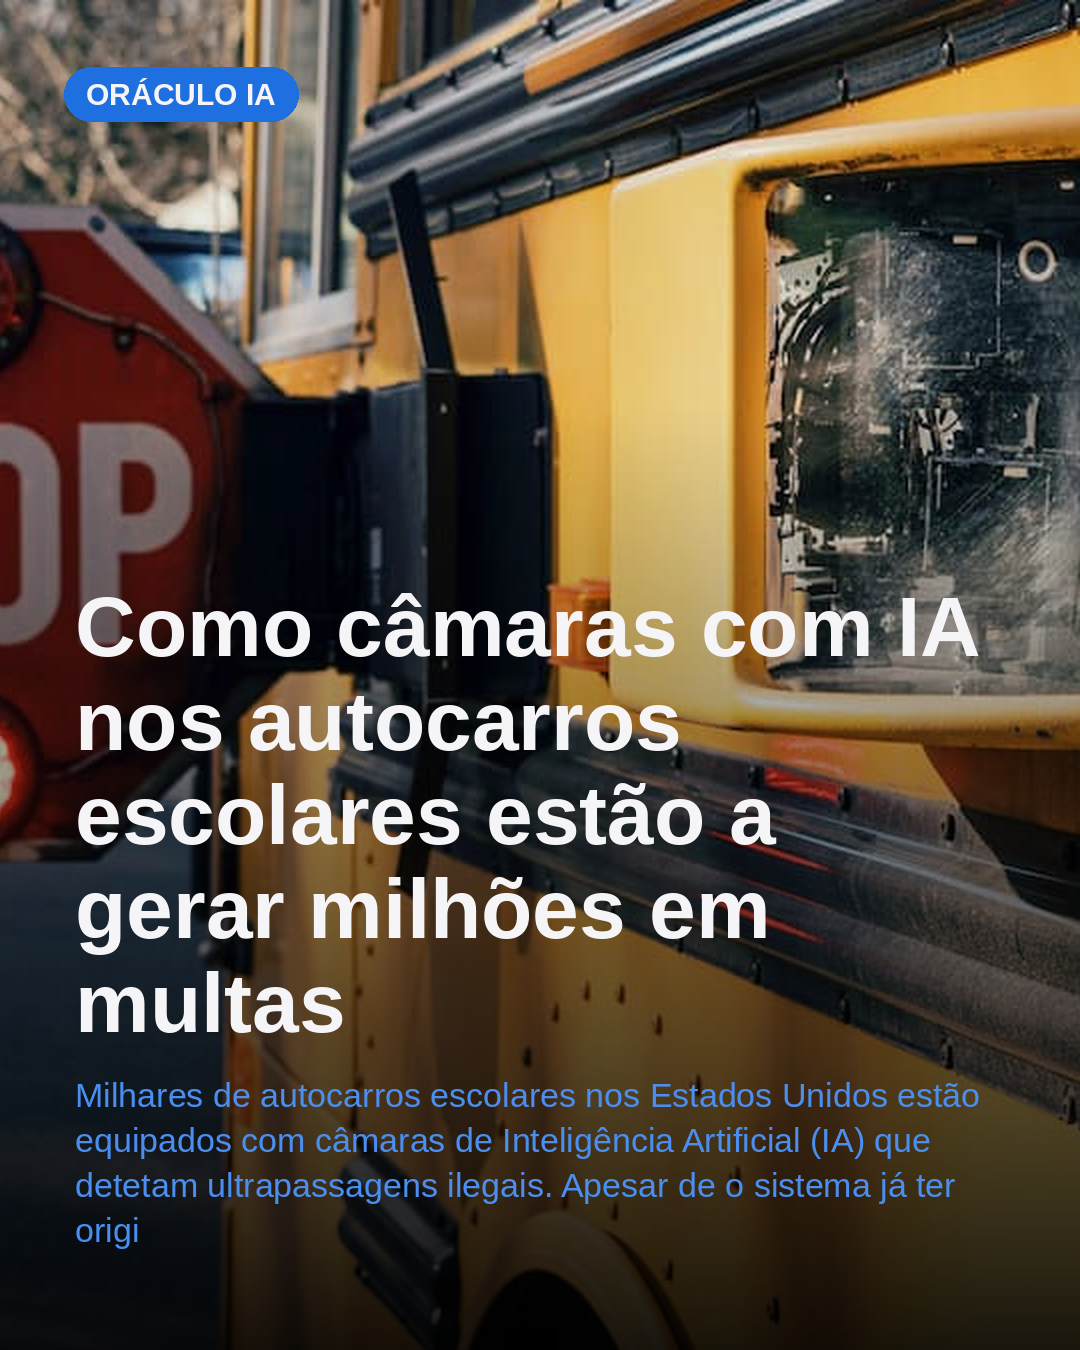 ORÁCULO IA
OP
Como câmaras com IA
nos autocarros
escolares estão a
gerar milhões em
multas
Milhares de autocarros escolares nos Estados Unidos estão
equipados com câmaras de Inteligência Artificial (IA) que
detetam ultrapassagens ilegais. Apesar de o sistema já ter
origi